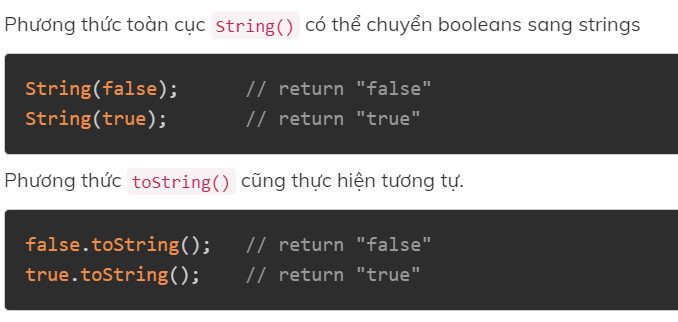 Phương thức toàn cục String() có thể chuyển booleans sang strings
String(false);      // return "false"
String(true);       // return "true"
Phương thức toString() cũng thực hiện tương tự.
false.toString();   // return "false"
true.toString();    // return "true"